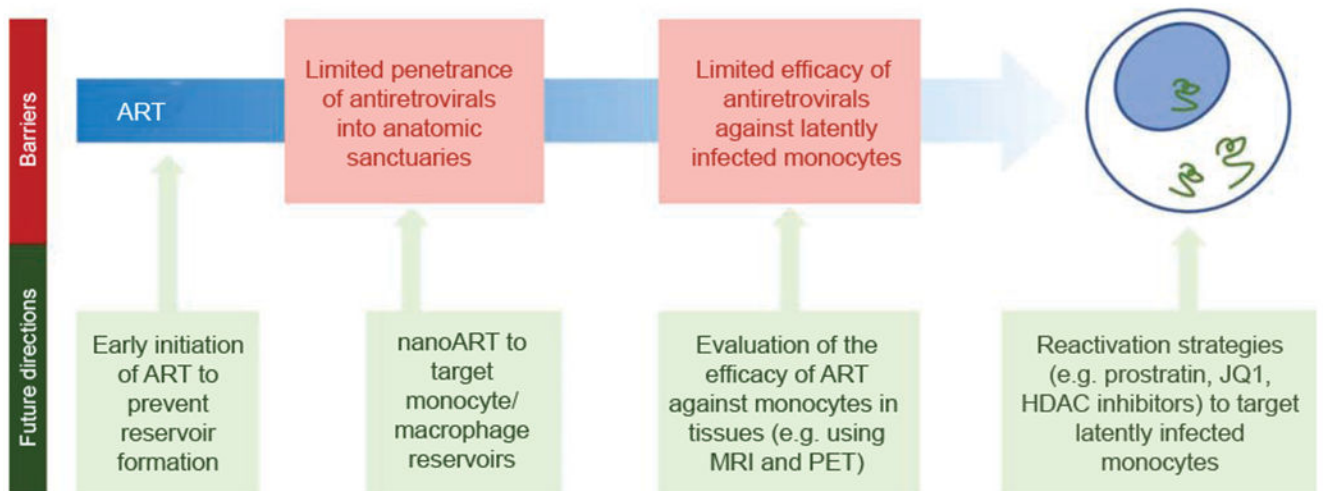 Barriers
ART
Limited penetrance
of antiretrovirals
into anatomic
sanctuaries
Limited efficacy of
antiretrovirals
against latently
infected monocytes
Future directions
Early initiation
of ART to
prevent
reservoir
formation
nanoART to
target
monocyte/
macrophage
reservoirs
Evaluation of the
efficacy of ART
against monocytes in
tissues (e.g. using
MRI and PET)
Reactivation strategies
(e.g. prostratin, JQ1,
HDAC inhibitors) to target
latently infected
monocytes